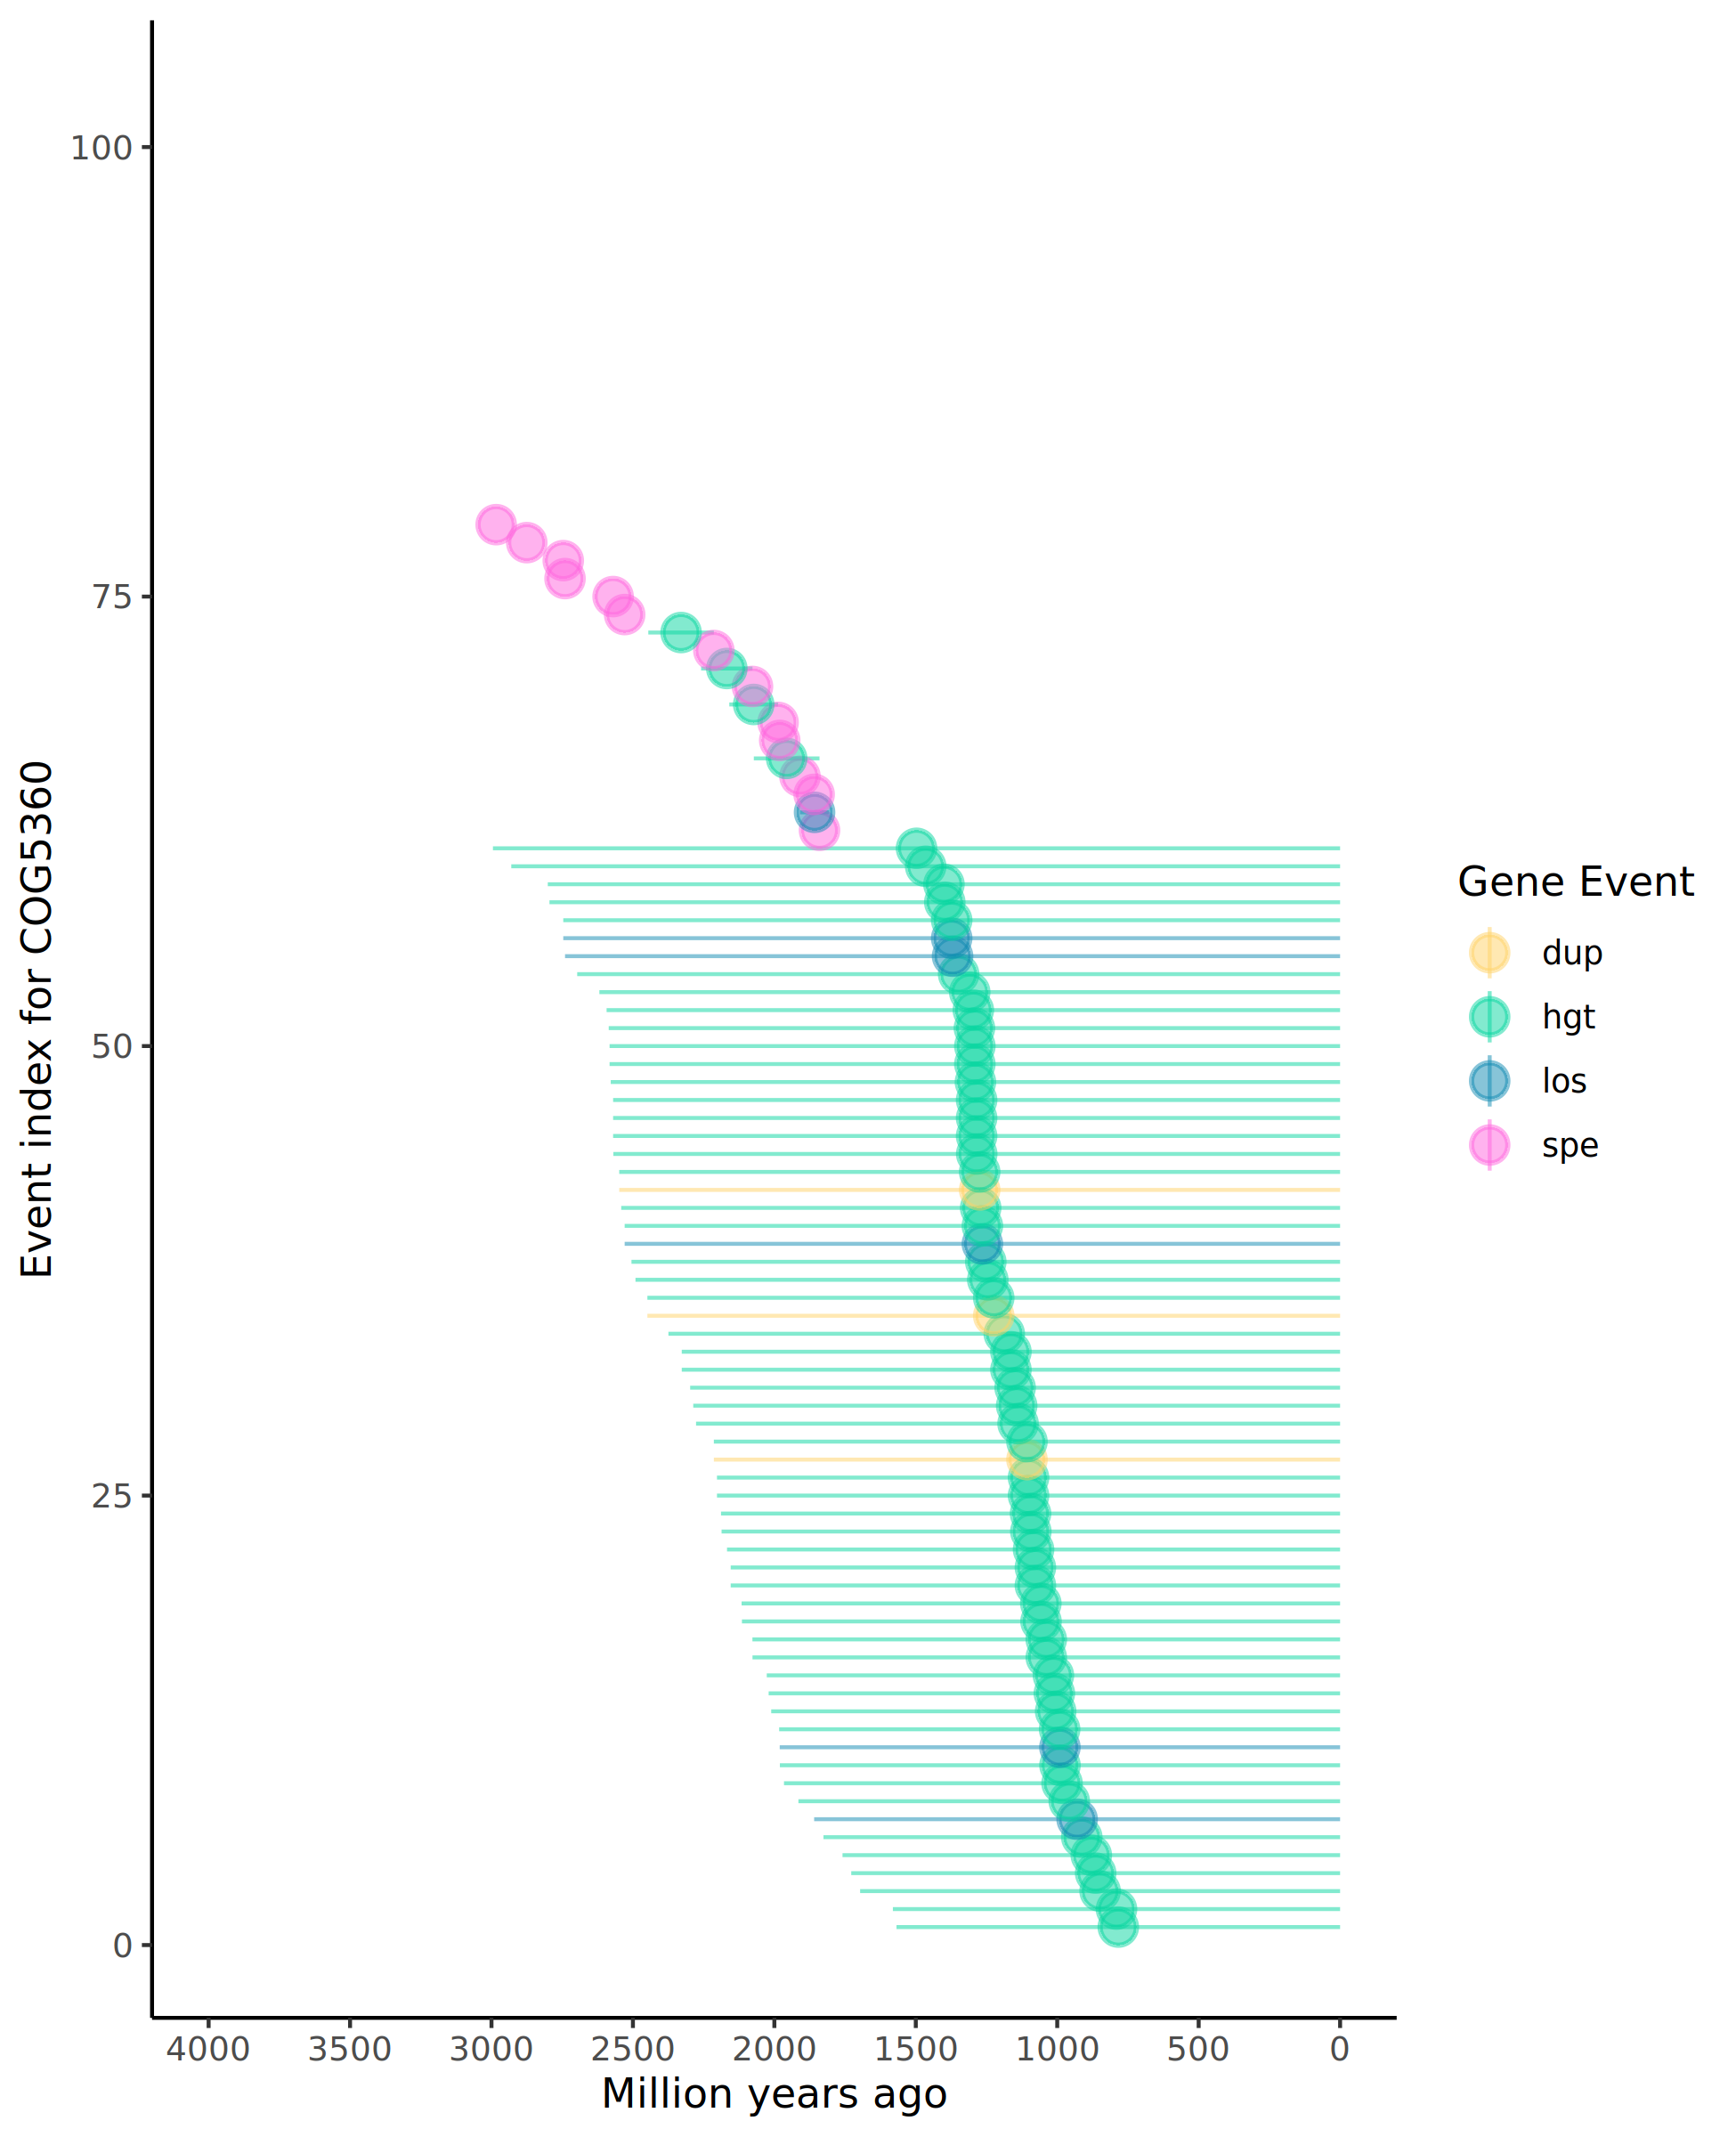 100
75
50
25
0
Event index for COG5360
4000 3500 3000 2500 2000 1500 1000 500 0
Million years ago
Gene Event
dup
hgt
los
spe